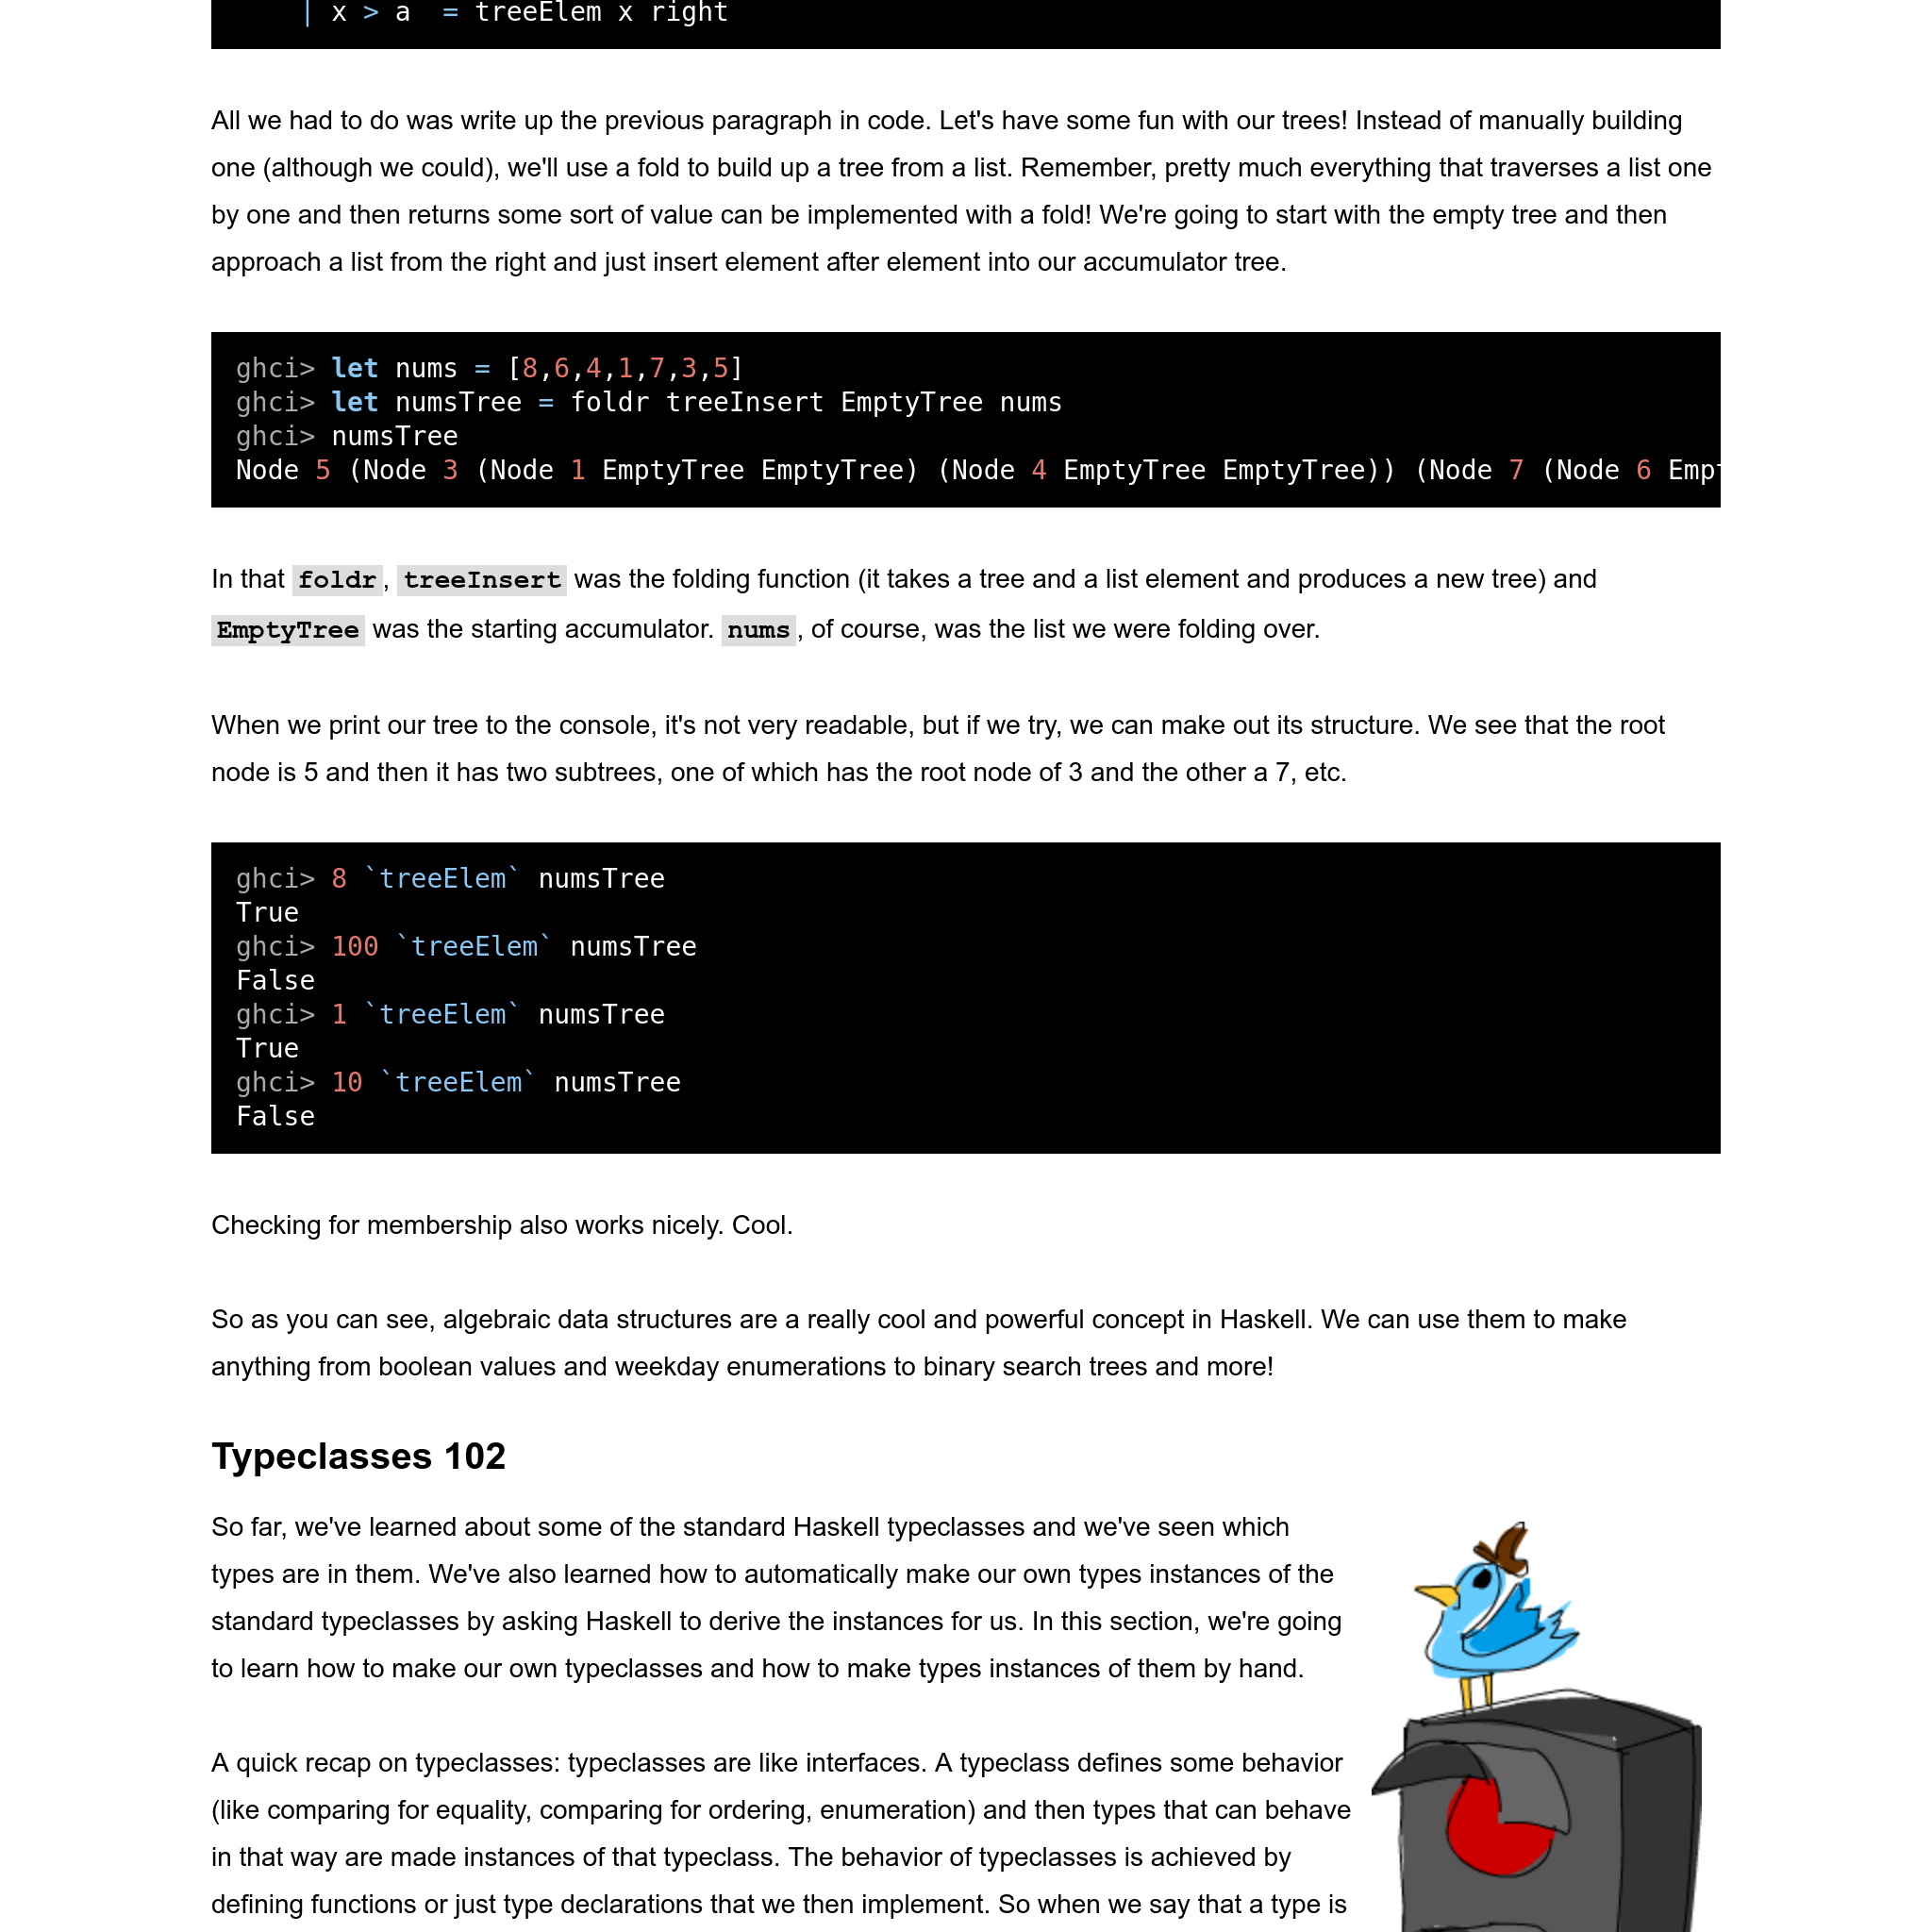 | x > a  = treeElem x right
All we had to do was write up the previous paragraph in code. Let's have some fun with our trees! Instead of manually building
one (although we could), we'll use a fold to build up a tree from a list. Remember, pretty much everything that traverses a list one
by one and then returns some sort of value can be implemented with a fold! We're going to start with the empty tree and then
approach a list from the right and just insert element after element into our accumulator tree.
ghci> let nums = [8,6,4,1,7,3,5]
ghci> let numsTree = foldr treeInsert EmptyTree nums
ghci> numsTree
Node 5 (Node 3 (Node 1 EmptyTree EmptyTree) (Node 4 EmptyTree EmptyTree)) (Node 7 (Node 6 Empt
In that foldr, treeInsert was the folding function (it takes a tree and a list element and produces a new tree) and
EmptyTree was the starting accumulator. nums, of course, was the list we were folding over.
When we print our tree to the console, it's not very readable, but if we try, we can make out its structure. We see that the root
node is 5 and then it has two subtrees, one of which has the root node of 3 and the other a 7, etc.
ghci> 8 `treeElem` numsTree
True
ghci> 100 `treeElem` numsTree
False
ghci> 1 `treeElem` numsTree
True
ghci> 10 `treeElem` numsTree
False
Checking for membership also works nicely. Cool.
So as you can see, algebraic data structures are a really cool and powerful concept in Haskell. We can use them to make
anything from boolean values and weekday enumerations to binary search trees and more!
Typeclasses 102
So far, we've learned about some of the standard Haskell typeclasses and we've seen which
types are in them. We've also learned how to automatically make our own types instances of the
standard typeclasses by asking Haskell to derive the instances for us. In this section, we're going
to learn how to make our own typeclasses and how to make types instances of them by hand.
A quick recap on typeclasses: typeclasses are like interfaces. A typeclass defines some behavior
(like comparing for equality, comparing for ordering, enumeration) and then types that can behave
in that way are made instances of that typeclass. The behavior of typeclasses is achieved by
defining functions or just type declarations that we then implement. So when we say that a type is